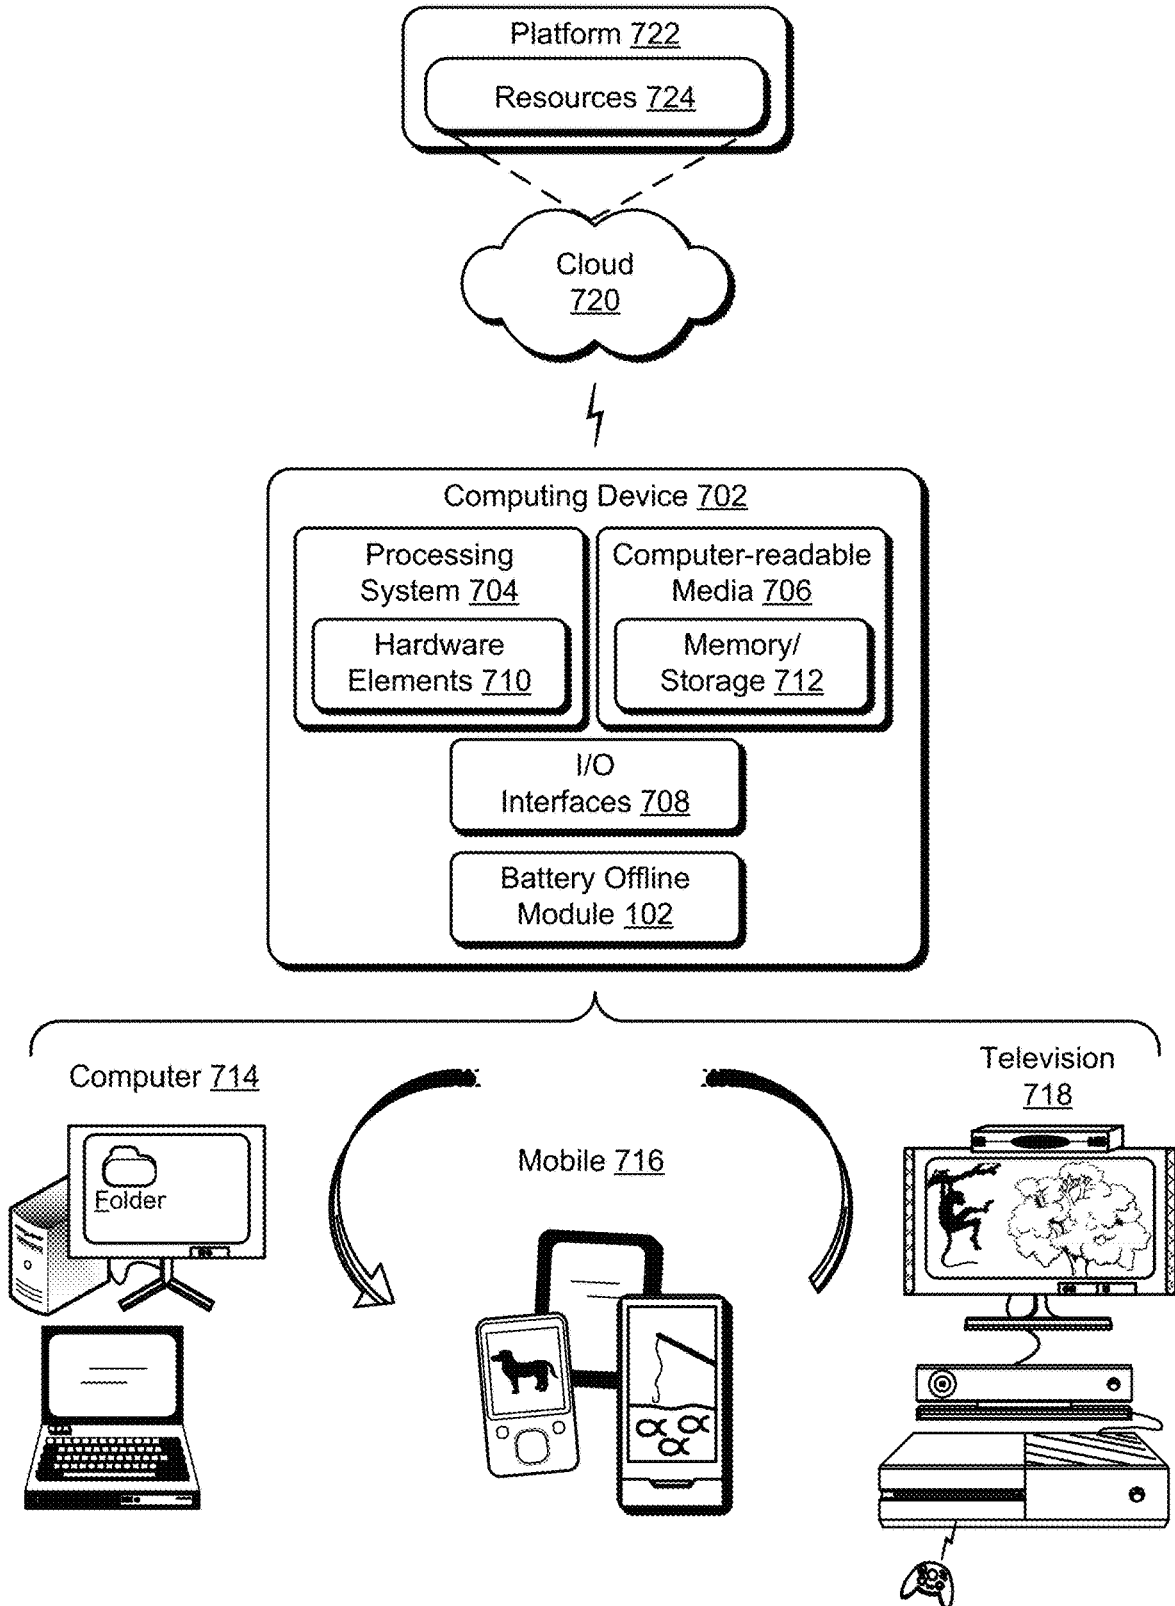 Platform 722
Resources 724
Cloud
720
Computing Device 702
Processing
System 704
Hardware
Elements 710
Computer-readable
Media 706
Memory/
Storage 712
I/O
Interfaces 708
Battery Offline
Module 102
Computer 714
Folder
Mobile 716
Television
718